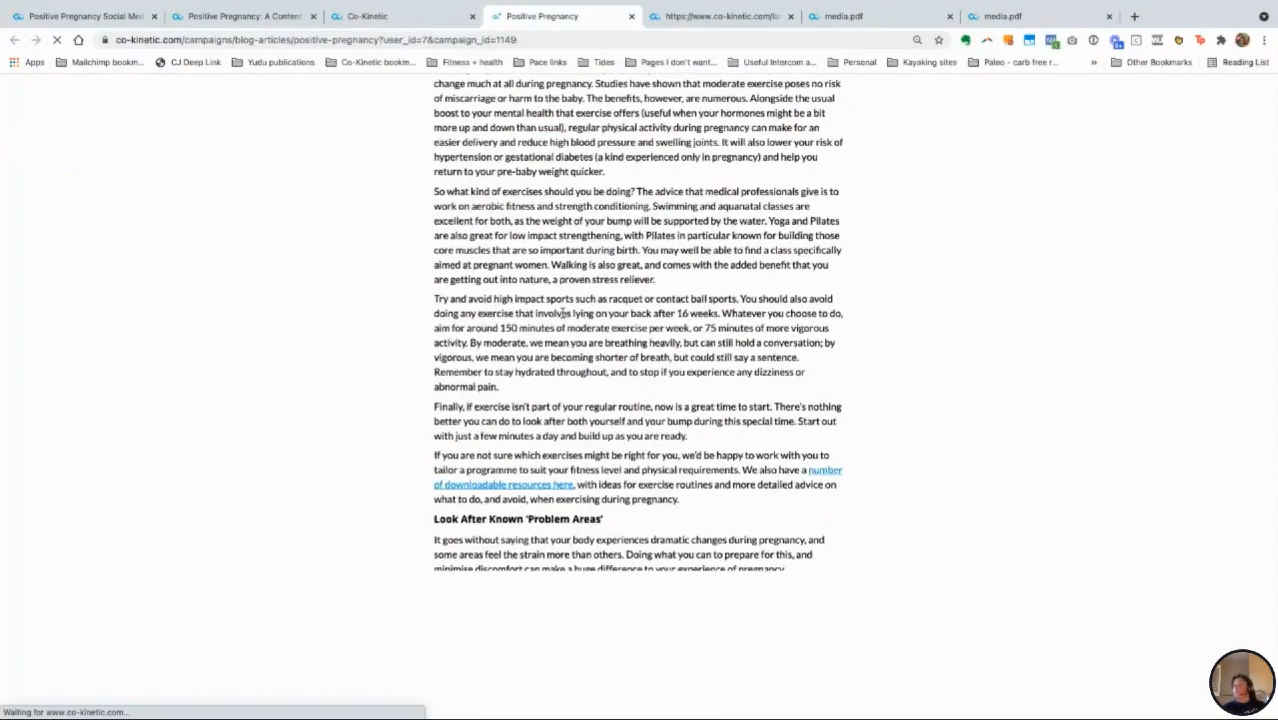 Positive Pregnancy Social Med
Positive Pregnancy: A Content
Co-Kinetic
Positive Pregnancy
https://www.co-kinetic.com/la
media.pdf
media.pdf
co-kinetic.com/campaigns/blog-articles/positive-pregnancy?user_id=7&campaign_id=1149
Apps
Mailchimp bookm...
CJ Deep Link
Yudu publications
Co-Kinetic bookm...
Fitness + health
Pace links
Tides
Pages I don't want...
Useful Intercom a...
Personal
Kayaking sites
Paleo - carb free r...
»
Other Bookmarks
Reading List
change much at all during pregnancy. Studies have shown that moderate exercise poses no risk
of miscarriage or harm to the baby. The benefits, however, are numerous. Alongside the usual
boost to your mental health that exercise offers (useful when your hormones might be a bit
more up and down than usual), regular physical activity during pregnancy can make for an
easier delivery and reduce high blood pressure and swelling joints. It will also lower your risk of
hypertension or gestational diabetes (a kind experienced only in pregnancy) and help you
return to your pre-baby weight quicker.
So what kind of exercises should you be doing? The advice that medical professionals give is to
work on aerobic fitness and strength conditioning. Swimming and aquanatal classes are
excellent for both, as the weight of your bump will be supported by the water. Yoga and Pilates
are also great for low impact strengthening, with Pilates in particular known for building those
core muscles that are so important during birth. You may well be able to find a class specifically
aimed at pregnant women. Walking is also great, and comes with the added benefit that you
are getting out into nature, a proven stress reliever.
Try and avoid high impact sports such as racquet or contact ball sports. You should also avoid
doing any exercise that involves lying on your back after 16 weeks. Whatever you choose to do,
aim for around 150 minutes of moderate exercise per week, or 75 minutes of more vigorous
activity. By moderate, we mean you are breathing heavily, but can still hold a conversation; by
vigorous, we mean you are becoming shorter of breath, but could still say a sentence.
Remember to stay hydrated throughout, and to stop if you experience any dizziness or
abnormal pain.
Finally, if exercise isn't part of your regular routine, now is a great time to start. There's nothing
better you can do to look after both yourself and your bump during this special time. Start out
with just a few minutes a day and build up as you are ready.
If you are not sure which exercises might be right for you, we'd be happy to work with you to
tailor a programme to suit your fitness level and physical requirements. We also have a number
of downloadable resources here, with ideas for exercise routines and more detailed advice on
what to do, and avoid, when exercising during pregnancy.
Look After Known 'Problem Areas'
It goes without saying that your body experiences dramatic changes during pregnancy, and
some areas feel the strain more than others. Doing what you can to prepare for this, and
minimise discomfort can make a huge difference to your experience of pregnancy.
Waiting for www.co-kinetic.com...